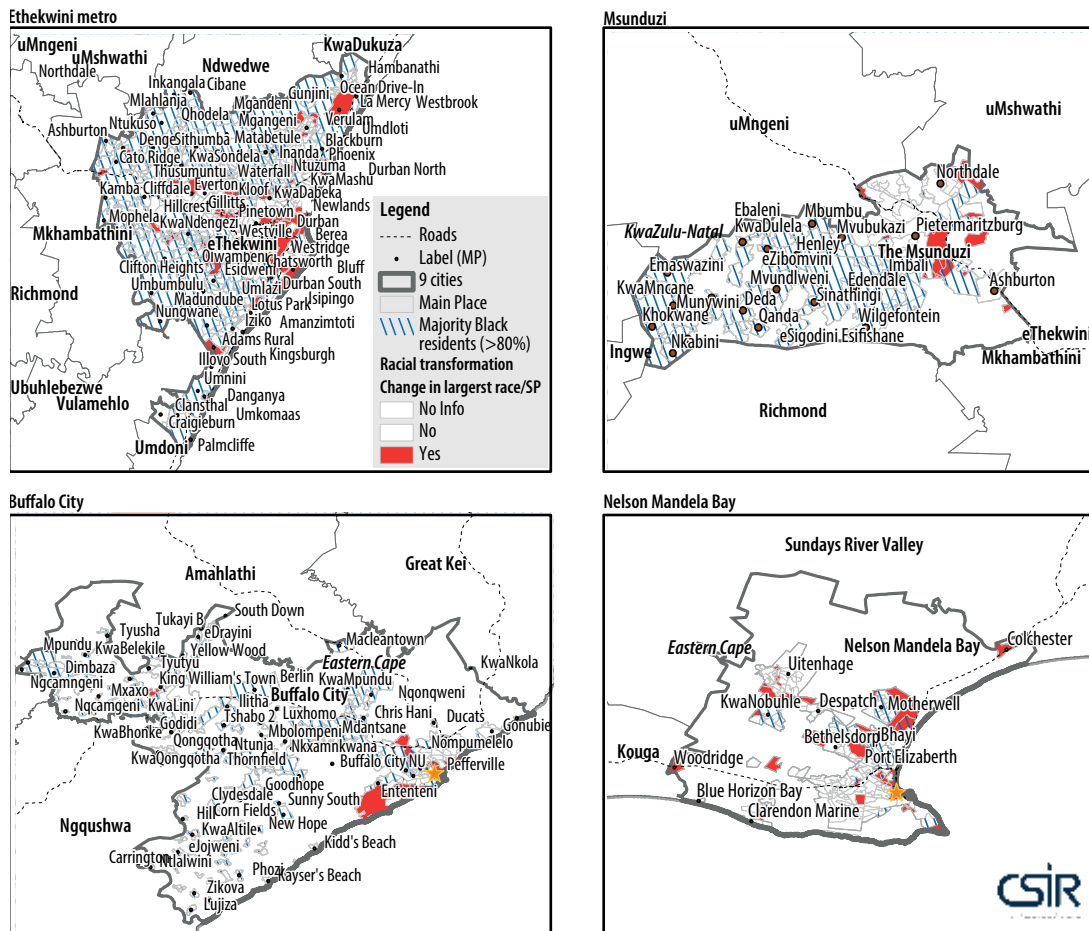 Ethekwini metro
uMngeni
uMshwathi
Northdale
Ndwedwe
KwaDukuza
Hambanathi
Inkangala
Cibane
Ocean Drive-In
Gunjini
La Mercy
Westbrook
Mlahlanja
Qhodela
Mgandeni
Verulam
Umdloti
Ashburton
Ntukuso
Mgangeni
Denge
Sithumba
Matabetule
Blackburn
Cato Ridge
KwaSondela
Inanda
Phoenix
Durban North
Thusumuntu
Waterfall
Ntuzuma
KwaMashu
Kamba
Cliffdale
Everton
Kloof
KwaDabeka
Newlands
Hillcrest
Gillitts
Mophela
Pinetown
Durban
KwaNdengezi
Westville
Berea
Mkhambathini
eThekwini
Westridge
Olwambeni
Chatsworth
Bluff
Clifton Heights
Esidweni
Durban South
Richmond
Umbumbulu
Umlazi
Isipingo
Madundube
Lotus Park
Nungwane
Iziko
Amanzimtoti
Adams Rural
Kingsburgh
Illovo South
Ubuhlebezwe
Umnini
Vulamehlo
Danganya
Clansthal
Umkomaas
Craigieburn
Umdoni
Palmcliffe
Legend
Roads
Label (MP)
9 cities
Main Place
Majority Black
residents (>80%)
Racial transformation
Change in largerst race/SP
No Info
No
Yes
Msunduzi
uMngeni
uMshwathi
Northdale
Ebaleni
Mbumbu
KwaZulu-Natal
KwaDulela
Mvubukazi
Pietermaritzburg
Henley
eZibomvini
The Msunduzi
Emaswazini
Imbali
Mvundlweni
Edendale
Ashburton
KwaMncane
Munywini
Deda
Sinathingi
Khokwane
Qanda
Wilgefontein
eSigodini
Esifishane
eThekwini
Ingwe
Nkabini
Mkhambathini
Richmond
Buffalo City
Great Kei
Amahlathi
South Down
Tukayi B
Tyusha
eDrayini
Macleantown
Mpundu
KwaBelekile
Yellow Wood
Dimbaza
Tyutyu
Eastern Cape
KwaNkola
Ngcamngeni
King William's Town
Berlin
KwaMpundu
Mxaxo
Ilitha
Buffalo City
Ngqonqweni
Ngcamgeni
KwaLini
Tshabo 2
Luxhomo
Chris Hani
Ducats
Gonubie
Godidi
Mbolompeni
Mdantsane
KwaBhonke
Qongqotha
Ntunja
Nkxamnkwana
Nompumelelo
KwaQongqotha
Thornfield
Buffalo City NU
Pefferville
Goodhope
Ententeni
Clydesdale
Sunny South
Hill
Corn Fields
Ngqushwa
KwaAltile
New Hope
eJojweni
Kidd's Beach
Carrington
Ntlalwini
Phozi
Kayser's Beach
Zikova
Lujiza
Nelson Mandela Bay
Sundays River Valley
Nelson Mandela Bay
Colchester
Eastern Cape
Uitenhage
KwaNobuhle
Despatch
Motherwell
Bethelsdorp
iBhayi
Kouga
Port Elizaberth
Woodridge
Blue Horizon Bay
Clarendon Marine
CSIR